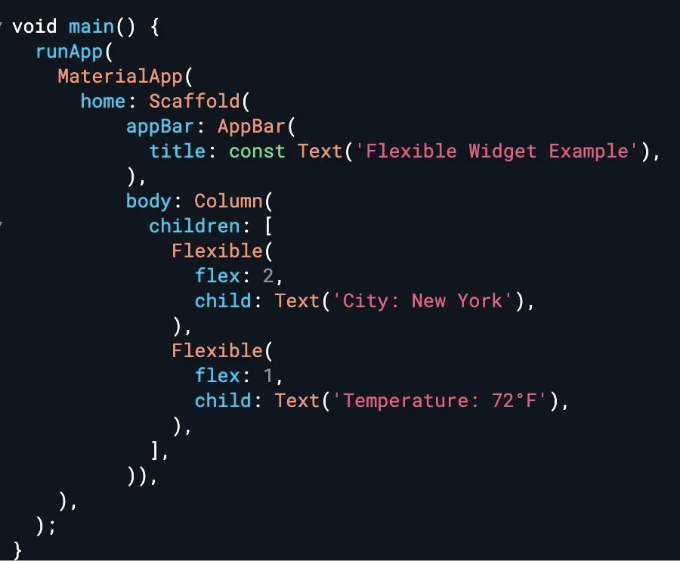 void main() {
  runApp(
    MaterialApp(
      home: Scaffold(
          appBar: AppBar(
            title: const Text('Flexible Widget Example'),
          ),
          body: Column(
            children: [
              Flexible(
                flex: 2,
                child: Text('City: New York'),
              ),
              Flexible(
                flex: 1,
                child: Text('Temperature: 72°F'),
              ),
            ],
          )),
    ),
  );
}